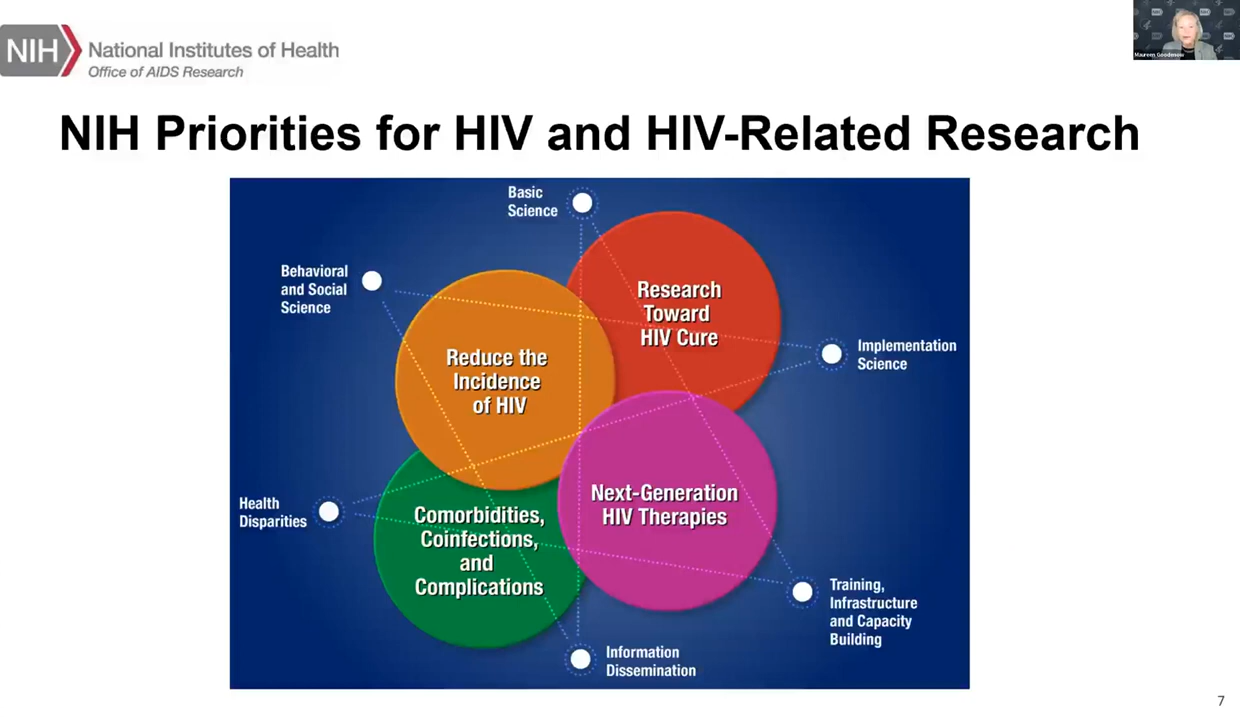 NIH
National Institutes of Health
Office of AIDS Research
Maureen Goodenow
NIH Priorities for HIV and HIV-Related Research
Basic
Science
Behavioral
and Social
Science
Research
Toward
HIV Cure
Implementation
Science
Reduce the
Incidence
of HIV
Health
Disparities
Next-Generation
HIV Therapies
Comorbidities,
Coinfections,
and
Complications
Training,
Infrastructure
and Capacity
Building
Information
Dissemination
7